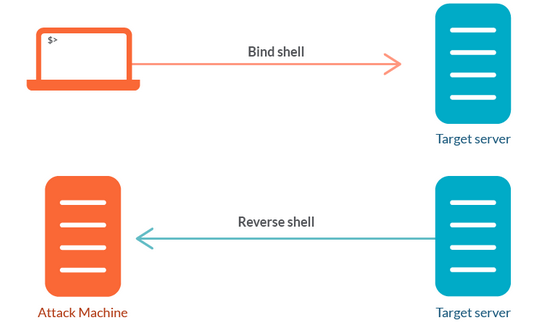 $>
Bind shell
Target server
Reverse shell
Attack Machine
Target server